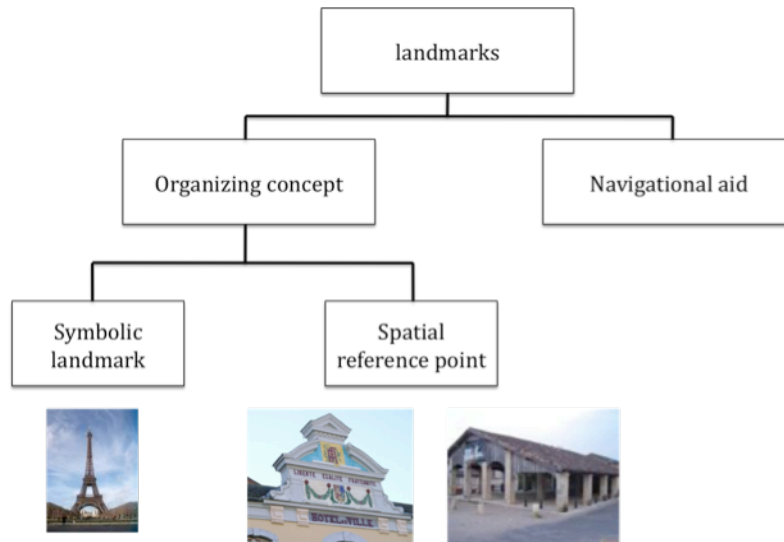 landmarks
Organizing concept
Navigational aid
Symbolic
landmark
Spatial
reference point
LIBERTE EGALITE FRATERNITE
HOTEL DE VILLE